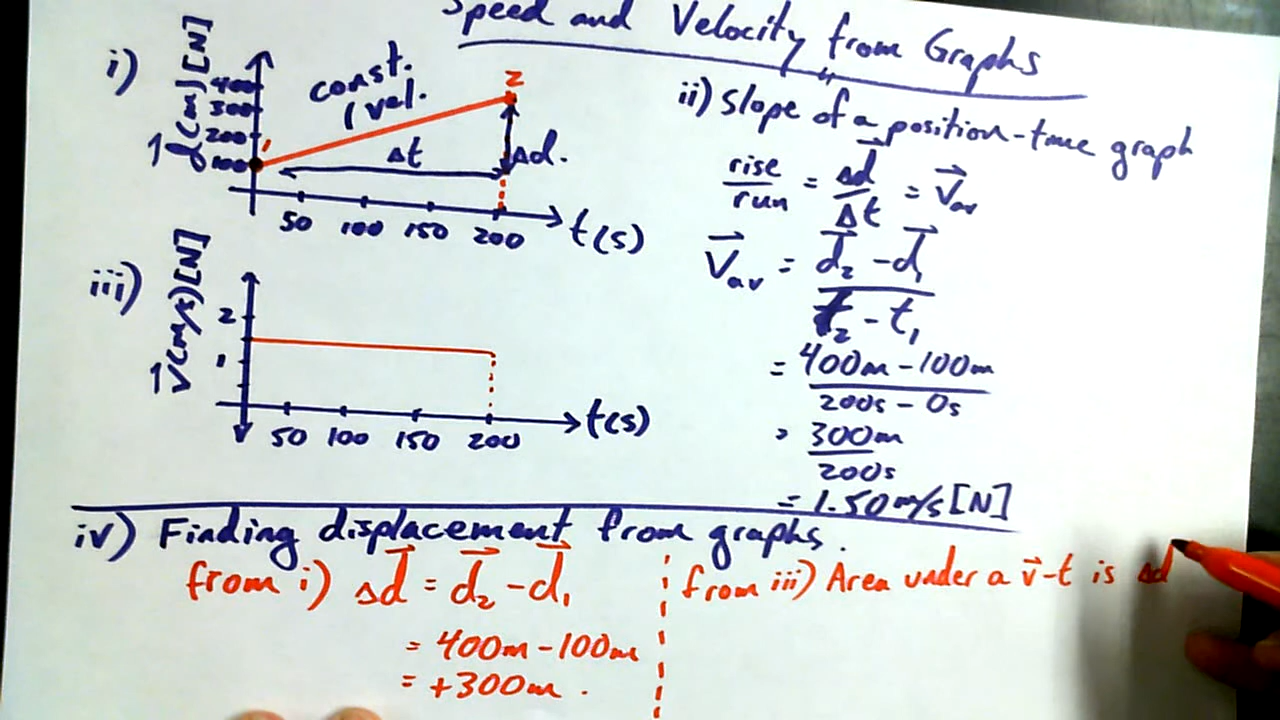 Speed and Velocity from Graphs
i)
d(m)[N]
400
300
200
100
const.
vel.
1
2
Δt
Δd.
50 100 150 200
t(s)
ii) Slope of a position-time graph
rise/run = Δd/Δt = Vav
Vav = d2 - d1
t2 - t1
= 400m - 100m
200s - 0s
= 300m
200s
= 1.50m/s[N]
iii)
V(m/s)[N]
2
1
50 100 150 200
t(s)
iv) Finding displacement from graphs.
from i) Δd = d2 - d1
= 400m - 100m
= +300m.
from iii) Area under a v-t is Δd